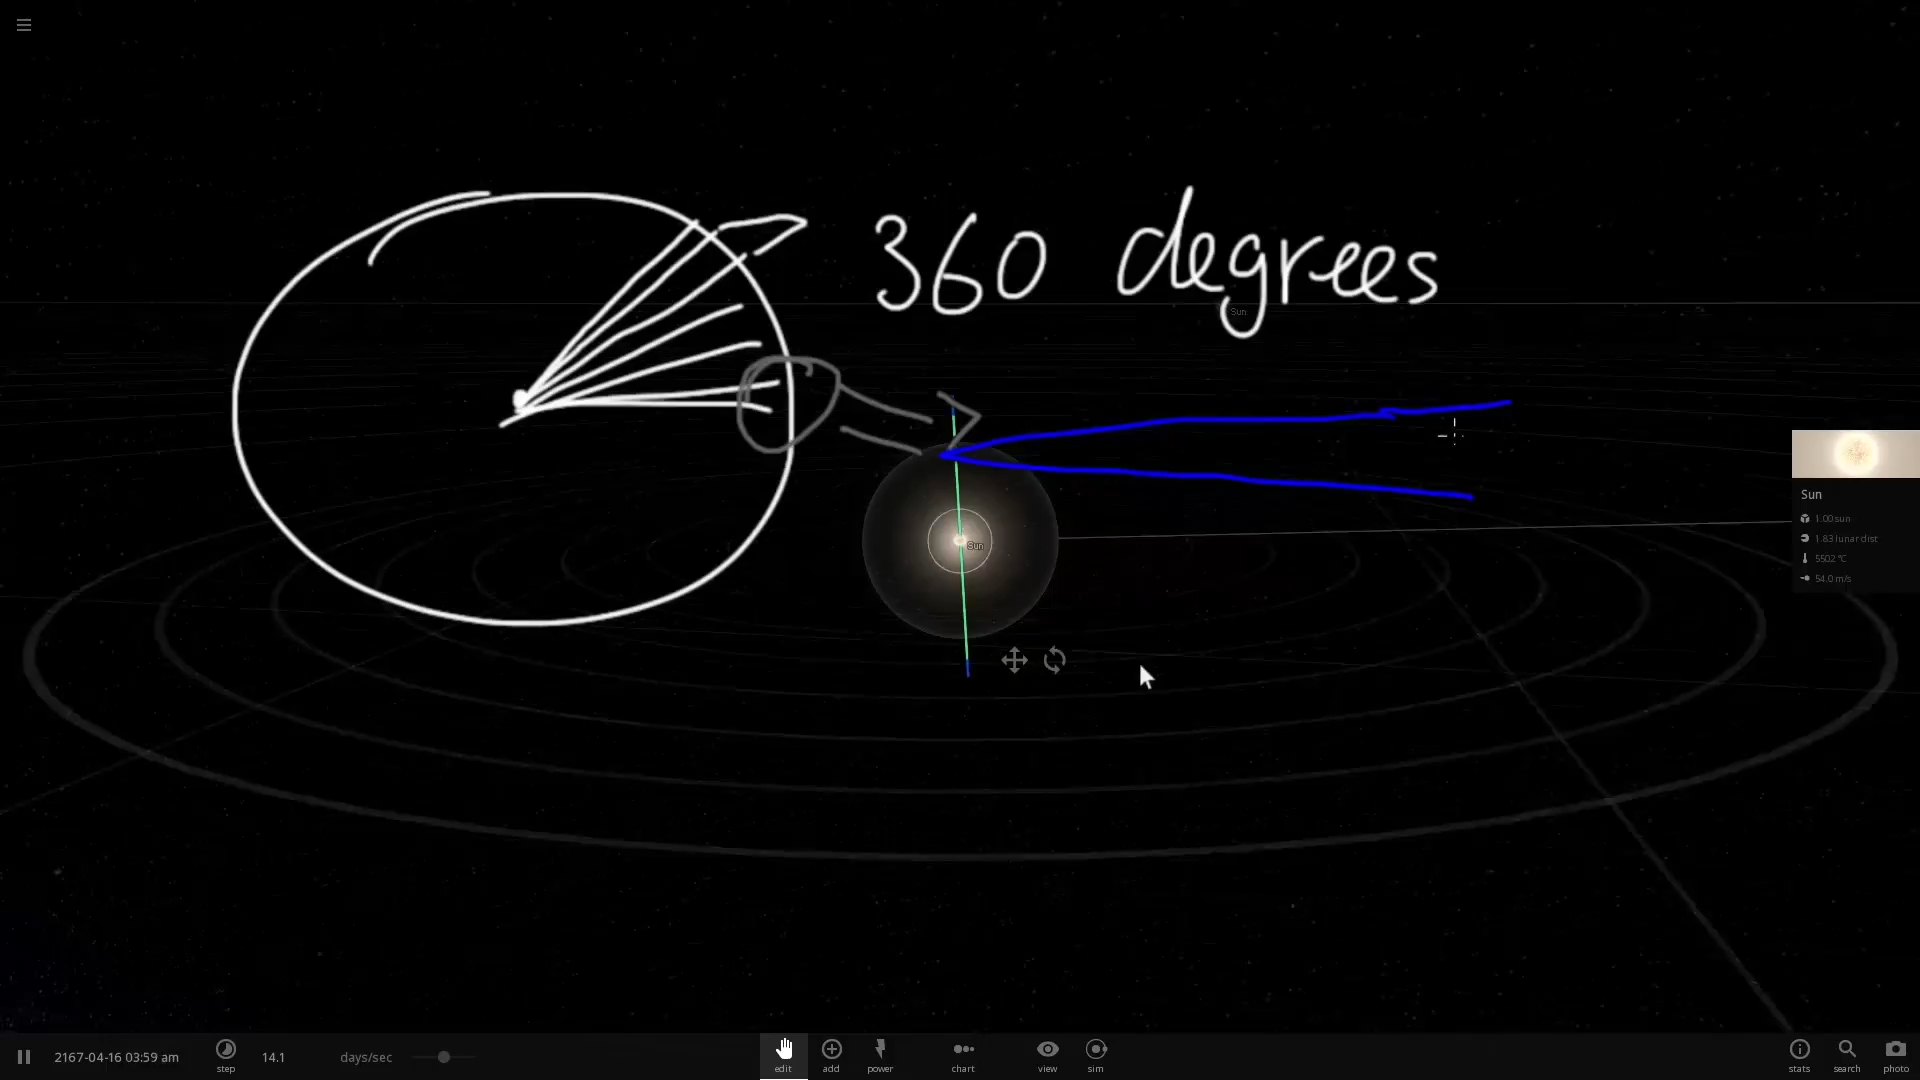 360 degrees
Sun
Sun
Sun
1.00 sun
1.83 lunar dist
5502 °C
54.0 m/s
2167-04-16 03:59 am
step
14.1
days/sec
edit
add
power
chart
view
sim
stats
search
photo